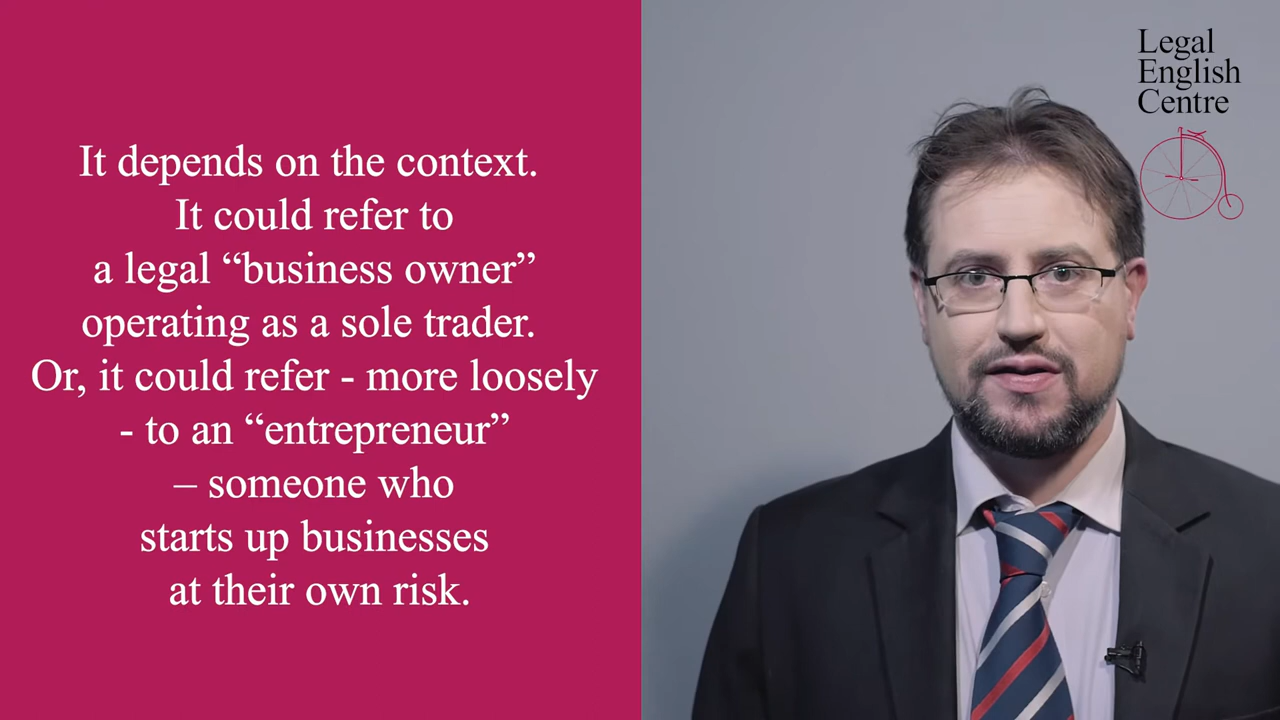 It depends on the context.
It could refer to
a legal “business owner”
operating as a sole trader.
Or, it could refer - more loosely
- to an “entrepreneur”
– someone who
starts up businesses
at their own risk.
Legal
English
Centre